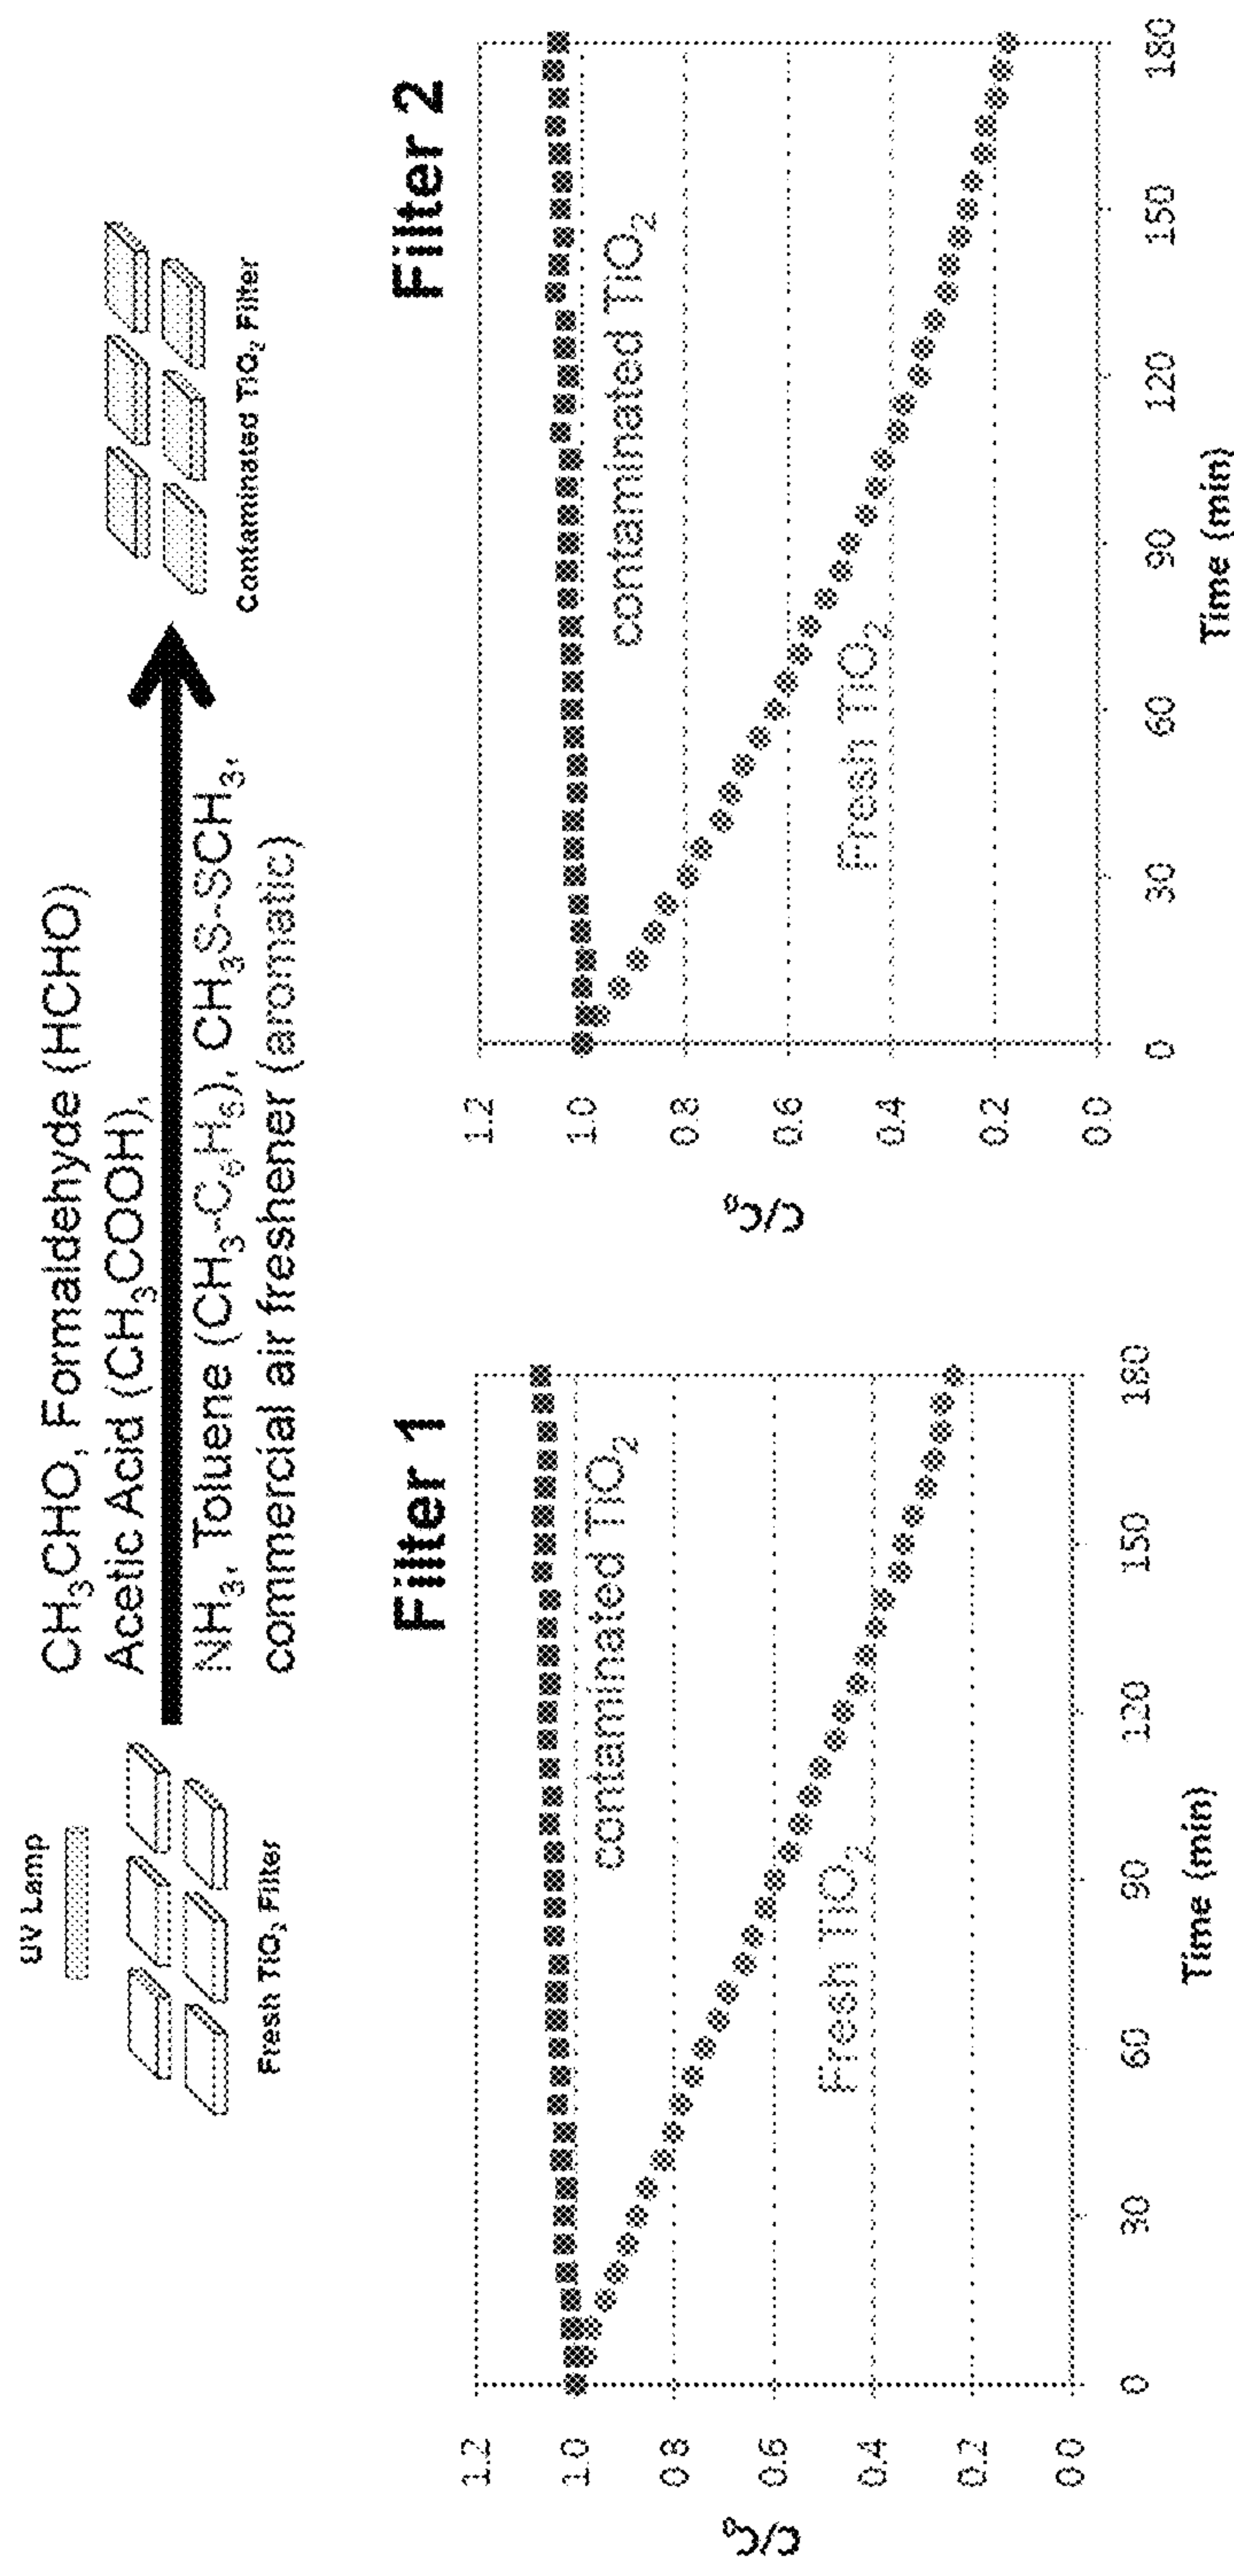 UV Lamp
Fresh TiO₂ Filter
CH₃CHO, Formaldehyde (HCHO)
Acetic Acid (CH₃COOH),
NH₃, Toluene (CH₃-C₆H₅), CH₃S-SCH₃,
commercial air freshener (aromatic)
Contaminated TiO₂ Filter
Filter 1
C/C₀
1.2
1.0
0.8
0.6
0.4
0.2
0.0
contaminated TiO₂
Fresh TiO₂
0 30 60 90 120 150 180
Time (min)
Filter 2
C/C₀
1.2
1.0
0.8
0.6
0.4
0.2
0.0
contaminated TiO₂
Fresh TiO₂
0 30 60 90 120 150 180
Time (min)